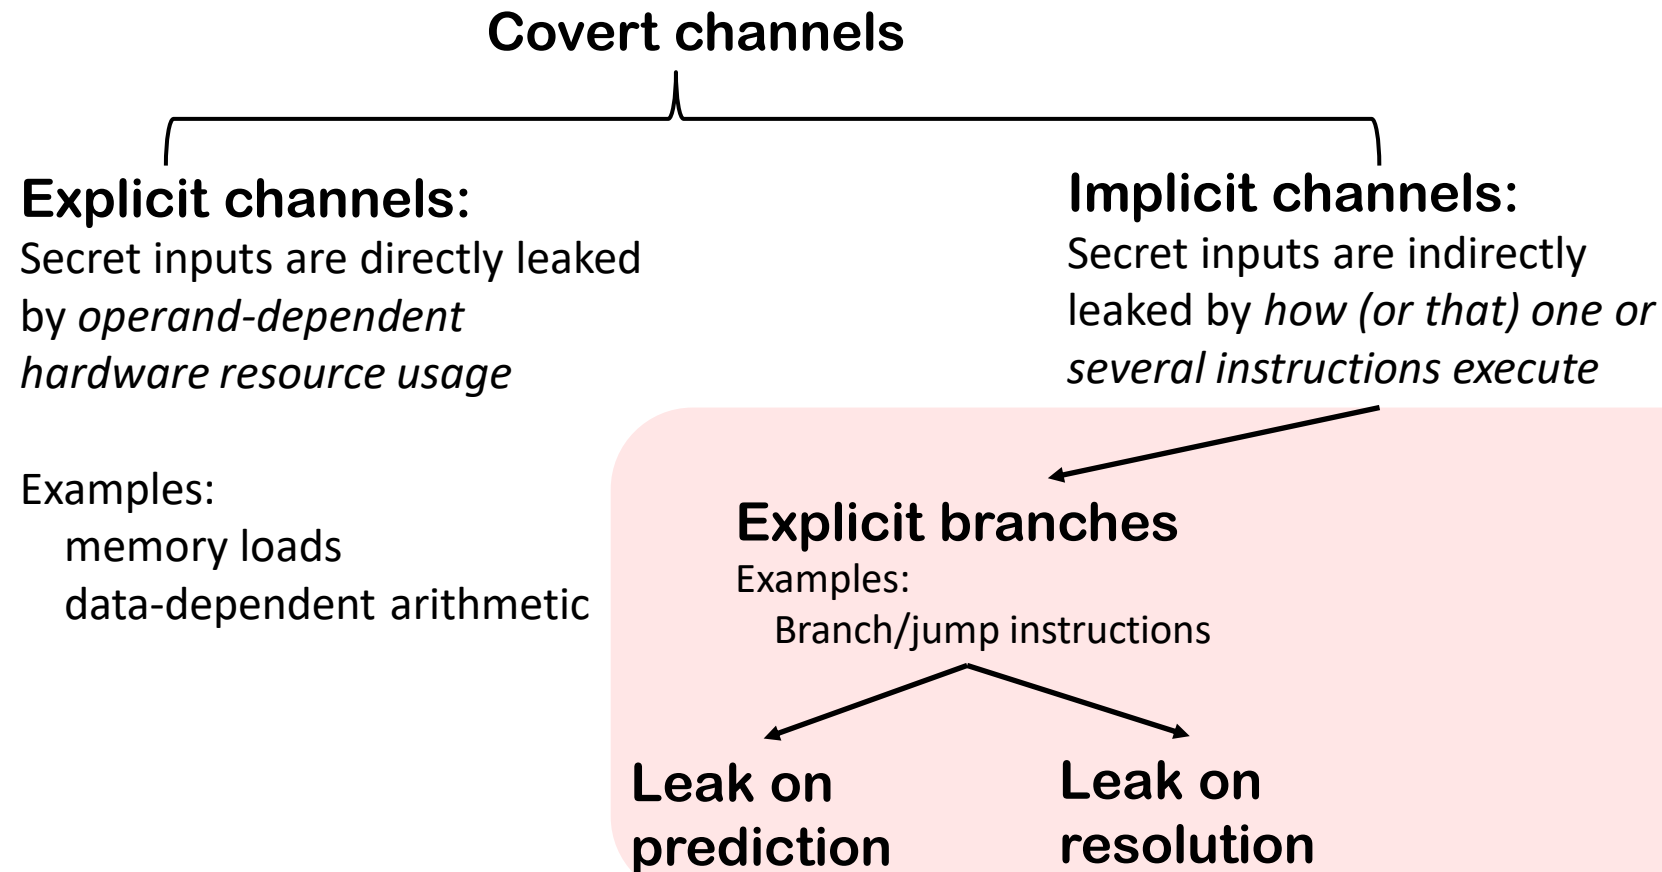 Covert channels
Explicit channels:
Secret inputs are directly leaked
by operand-dependent
hardware resource usage
Examples:
memory loads
data-dependent arithmetic
Implicit channels:
Secret inputs are indirectly
leaked by how (or that) one or
several instructions execute
Explicit branches
Examples:
Branch/jump instructions
Leak on
prediction
Leak on
resolution